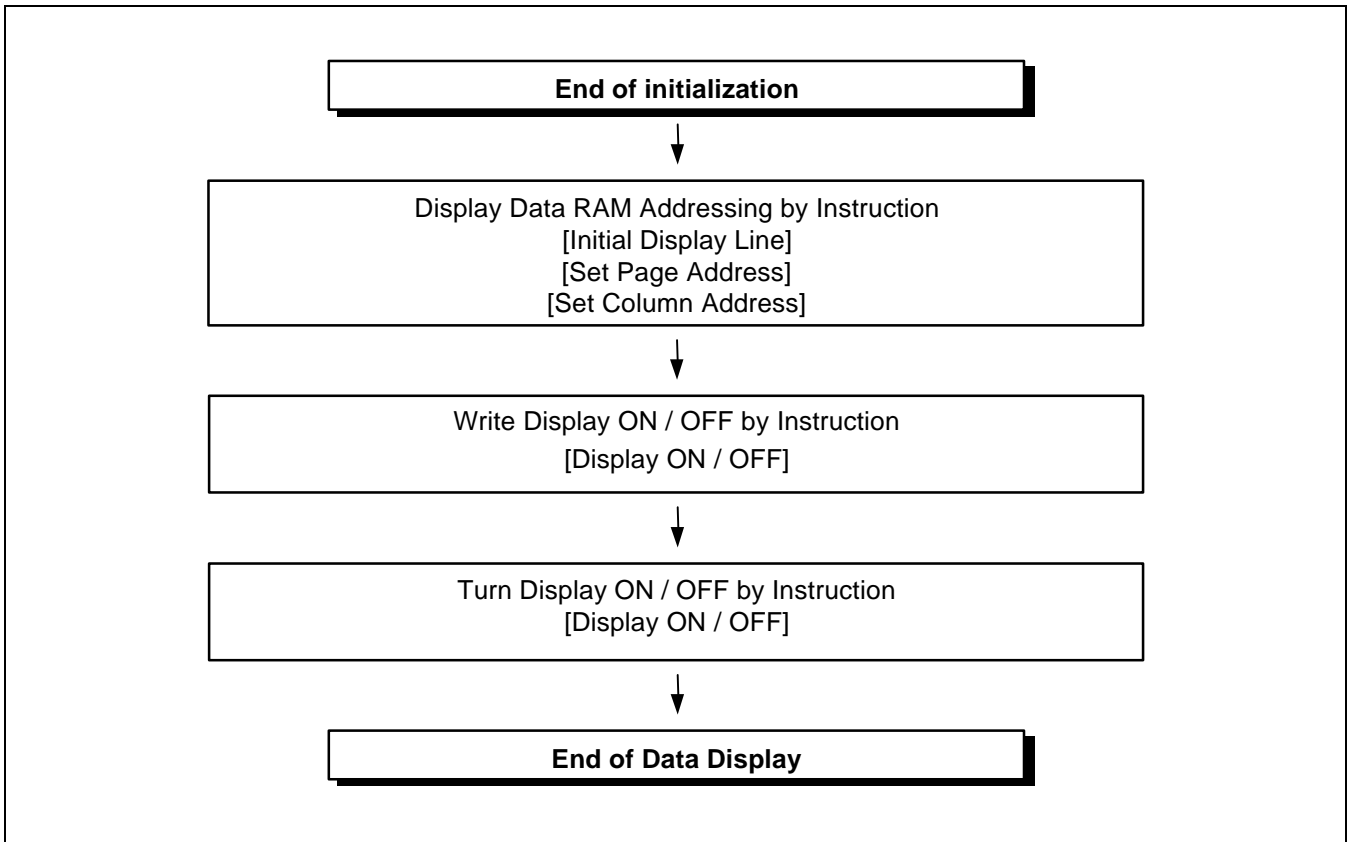 End of initialization
Display Data RAM Addressing by Instruction
[Initial Display Line]
[Set Page Address]
[Set Column Address]
Write Display ON / OFF by Instruction
[Display ON / OFF]
Turn Display ON / OFF by Instruction
[Display ON / OFF]
End of Data Display